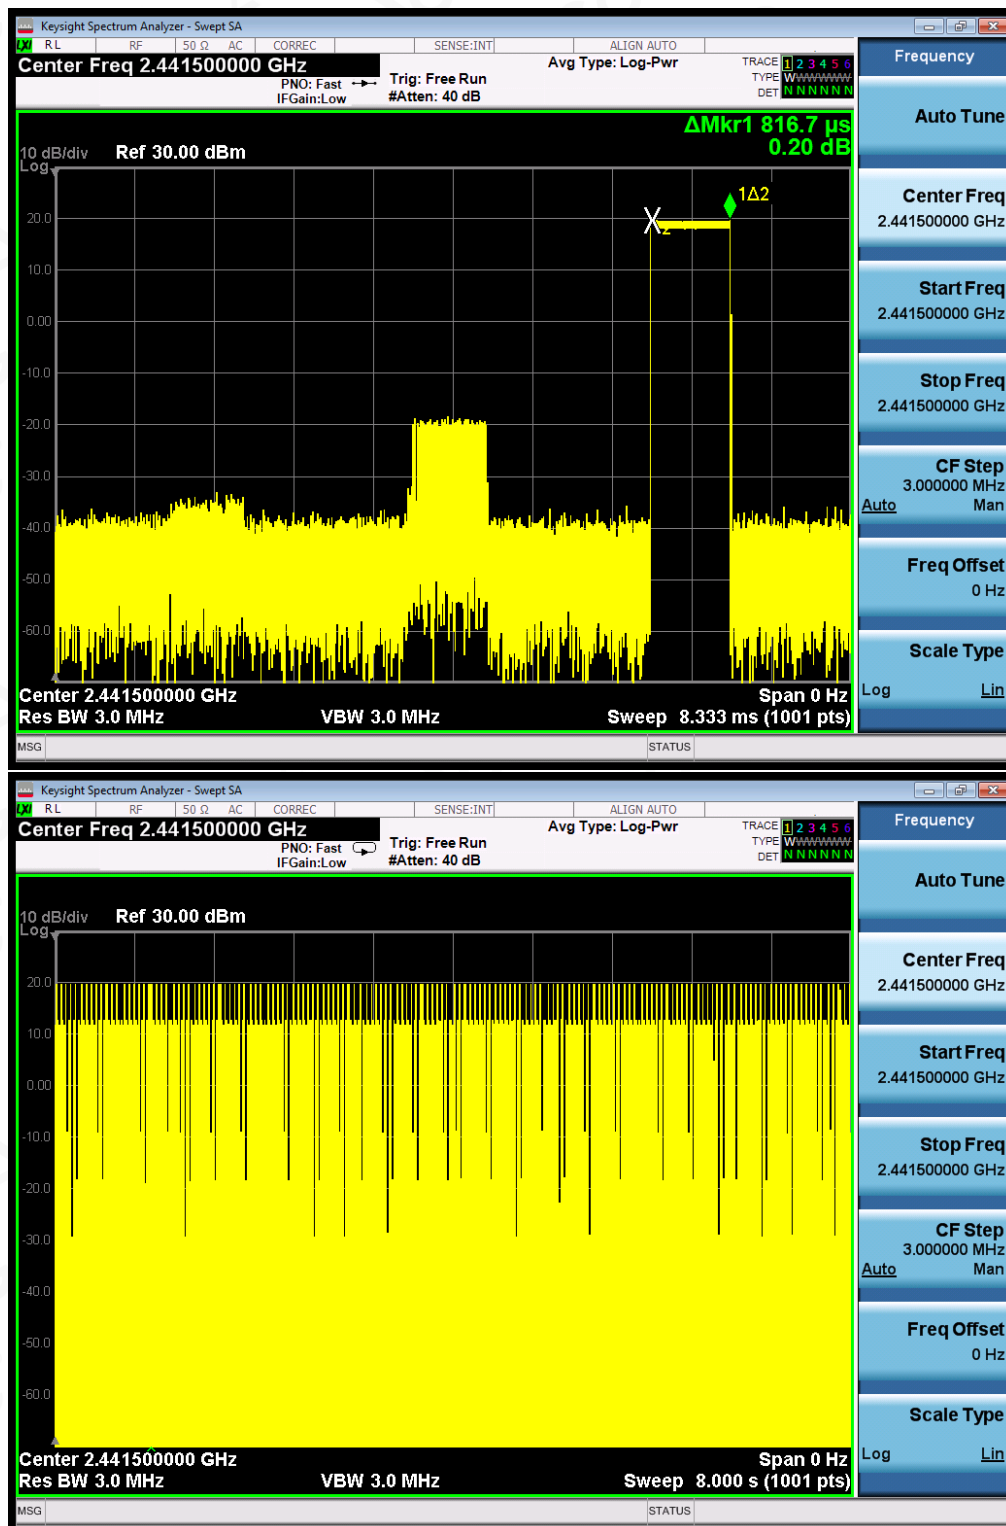 Keysight Spectrum Analyzer - Swept SA
LXI RL RF 50 Ω AC CORREC SENSE:INT ALIGN AUTO
Center Freq 2.441500000 GHz
PNO: Fast
IFGain:Low
Trig: Free Run
#Atten: 40 dB
Avg Type: Log-Pwr
TRACE 1 2 3 4 5 6
TYPE W
DET N N N N N N
ΔMkr1 816.7 µs
0.20 dB
10 dB/div Ref 30.00 dBm
Log
1Δ2
X2
20.0
10.0
0.00
-10.0
-20.0
-30.0
-40.0
-50.0
-60.0
Center 2.441500000 GHz Span 0 Hz
Res BW 3.0 MHz VBW 3.0 MHz Sweep 8.333 ms (1001 pts)
MSG STATUS
Frequency
Auto Tune
Center Freq
2.441500000 GHz
Start Freq
2.441500000 GHz
Stop Freq
2.441500000 GHz
CF Step
3.000000 MHz
Auto Man
Freq Offset
0 Hz
Scale Type
Log Lin
Keysight Spectrum Analyzer - Swept SA
LXI RL RF 50 Ω AC CORREC SENSE:INT ALIGN AUTO
Center Freq 2.441500000 GHz
PNO: Fast
IFGain:Low
Trig: Free Run
#Atten: 40 dB
Avg Type: Log-Pwr
TRACE 1 2 3 4 5 6
TYPE W
DET N N N N N N
10 dB/div Ref 30.00 dBm
Log
20.0
10.0
0.00
-10.0
-20.0
-30.0
-40.0
-50.0
-60.0
Center 2.441500000 GHz Span 0 Hz
Res BW 3.0 MHz VBW 3.0 MHz Sweep 8.000 s (1001 pts)
MSG STATUS
Frequency
Auto Tune
Center Freq
2.441500000 GHz
Start Freq
2.441500000 GHz
Stop Freq
2.441500000 GHz
CF Step
3.000000 MHz
Auto Man
Freq Offset
0 Hz
Scale Type
Log Lin